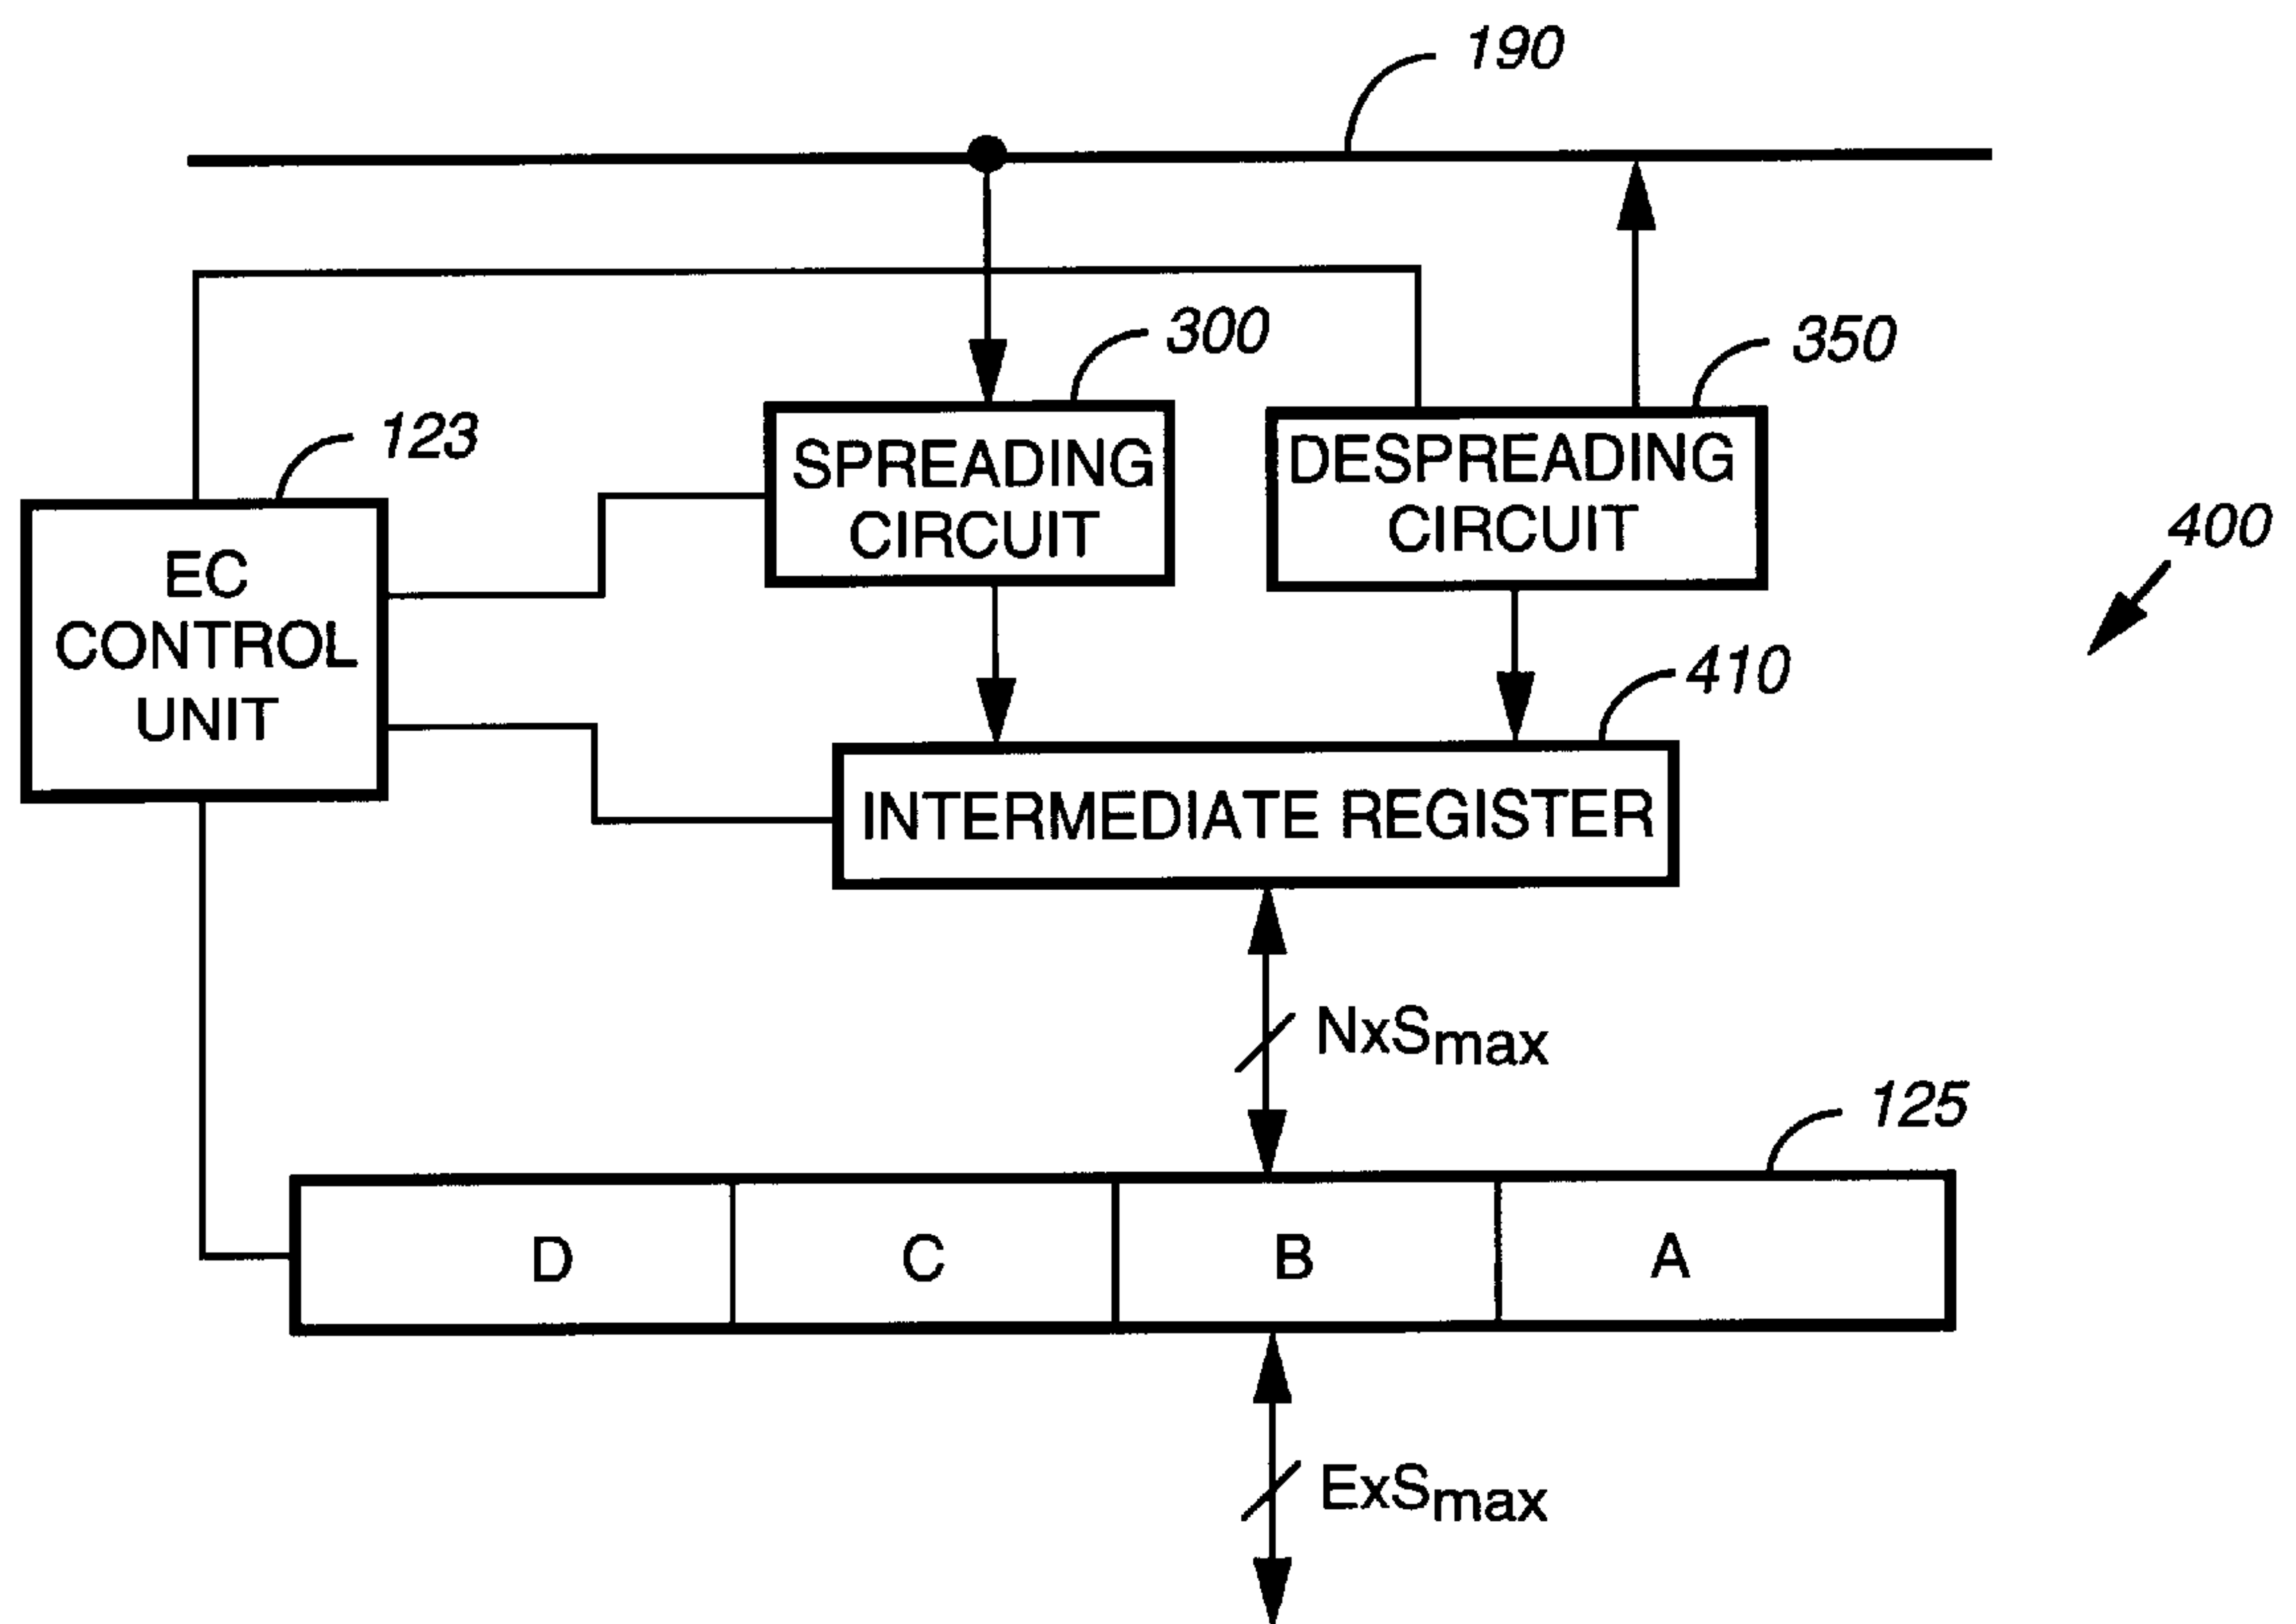 190
300
350
123
SPREADING
CIRCUIT
DESPREADING
CIRCUIT
400
EC
CONTROL
UNIT
410
INTERMEDIATE REGISTER
NxSmax
125
D C B A
ExSmax